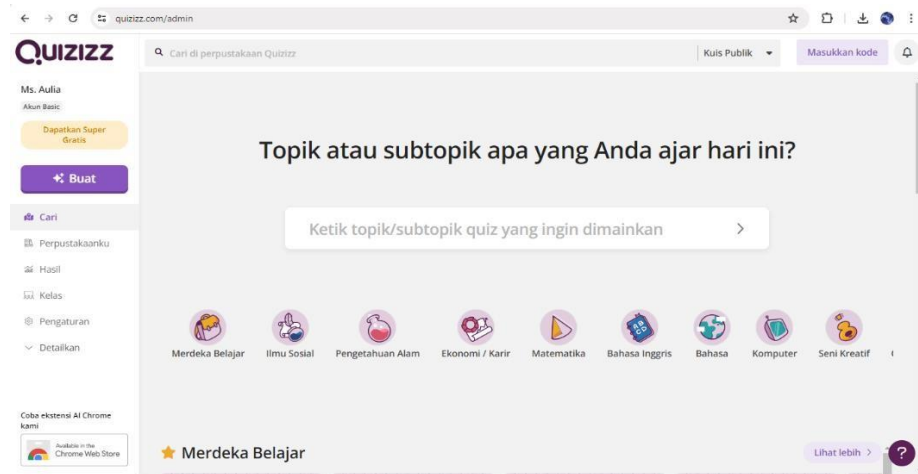 quizizz.com/admin
QUIZIZZ
Cari di perpustakaan Quizizz
Kuis Publik
Masukkan kode
Ms. Aulia
Akun Basic
Dapatkan Super
Gratis
Buat
Cari
Perpustakaanku
Hasil
Kelas
Pengaturan
Detailkan
Coba ekstensi AI Chrome
kami
Available in the
Chrome Web Store
Topik atau subtopik apa yang Anda ajar hari ini?
Ketik topik/subtopik quiz yang ingin dimainkan
Merdeka Belajar
Ilmu Sosial
Pengetahuan Alam
Ekonomi / Karir
Matematika
Bahasa Inggris
Bahasa
Komputer
Seni Kreatif
Merdeka Belajar
Lihat lebih
?